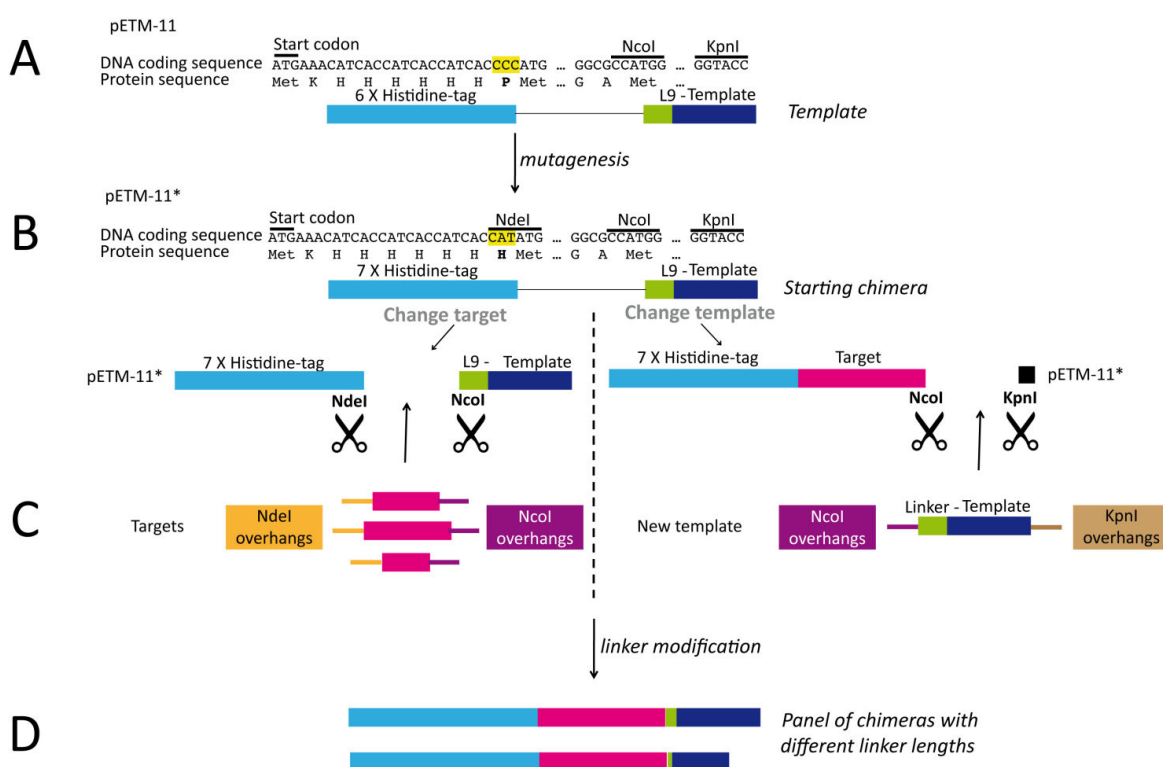 pETM-11
A
Start codon NcoI KpnI
DNA coding sequence ATGAAACATCACCATCACCATCACCCCATG … GGCGCCATGG … GGTACC
Protein sequence Met K H H H H H H P Met … G A Met …
6 X Histidine-tag L9 - Template
Template
mutagenesis
pETM-11*
B
Start codon NdeI NcoI KpnI
DNA coding sequence ATGAAACATCACCATCACCATCACCATATG … GGCGCCATGG … GGTACC
Protein sequence Met K H H H H H H Met … G A Met …
7 X Histidine-tag L9 - Template
Starting chimera
Change target Change template
7 X Histidine-tag L9 - Template 7 X Histidine-tag Target
pETM-11* pETM-11*
NdeI NcoI NcoI KpnI
C
Targets NdeI overhangs NcoI overhangs New template NcoI overhangs Linker - Template KpnI overhangs
linker modification
D
Panel of chimeras with
different linker lengths